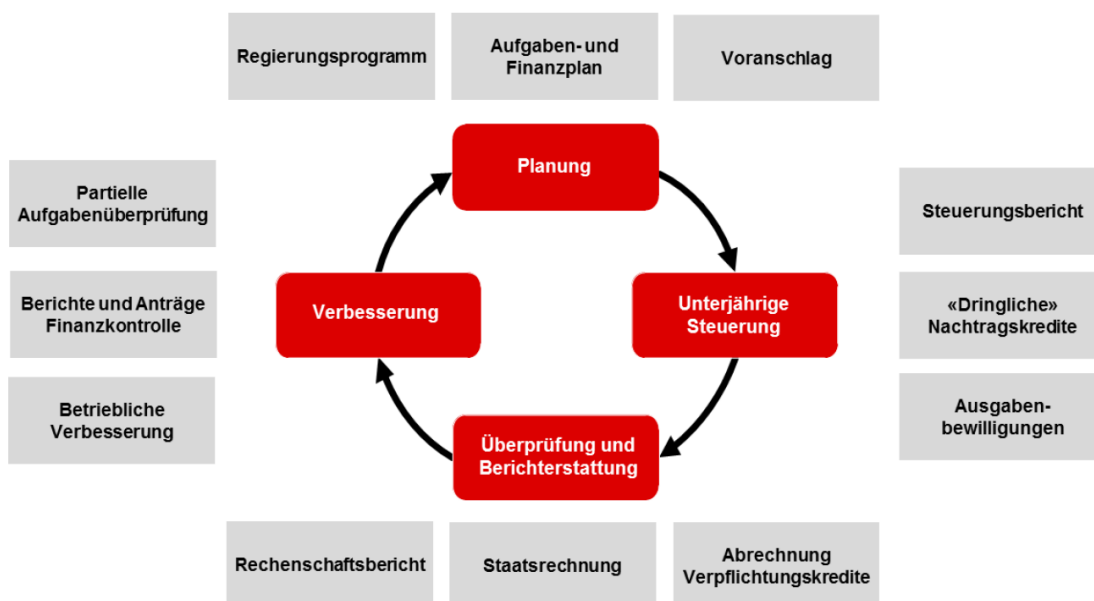 Regierungsprogramm
Aufgaben- und
Finanzplan
Voranschlag
Planung
Partielle
Aufgabenüberprüfung
Steuerungsbericht
Berichte und Anträge
Finanzkontrolle
Verbesserung
Unterjährige
Steuerung
«Dringliche»
Nachtragskredite
Betriebliche
Verbesserung
Überprüfung und
Berichterstattung
Ausgaben-
bewilligungen
Rechenschaftsbericht
Staatsrechnung
Abrechnung
Verpflichtungskredite